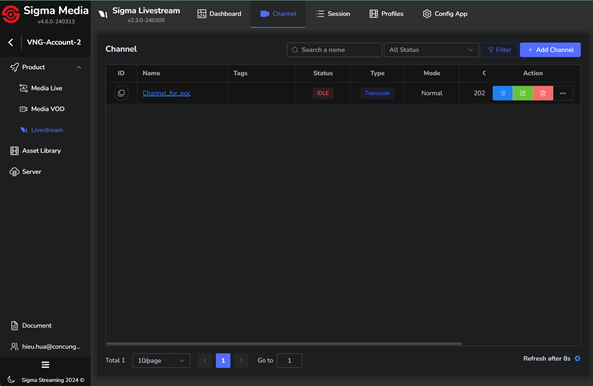 Sigma Media
v4.6.0-240313
VNG-Account-2
Product
Media Live
Media VOD
Livestream
Asset Library
Server
Document
hieu.hua@concung...
Sigma Streaming 2024 ©
Sigma Livestream
v2.3.0-240305
Dashboard
Channel
Session
Profiles
Config App
Channel
Search a name
All Status
Filter
+ Add Channel
ID Name Tags Status Type Mode C Action
Channel_for_poc IDLE Transcode Normal 202
Total 1 10/page 1 Go to 1
Refresh after 8s